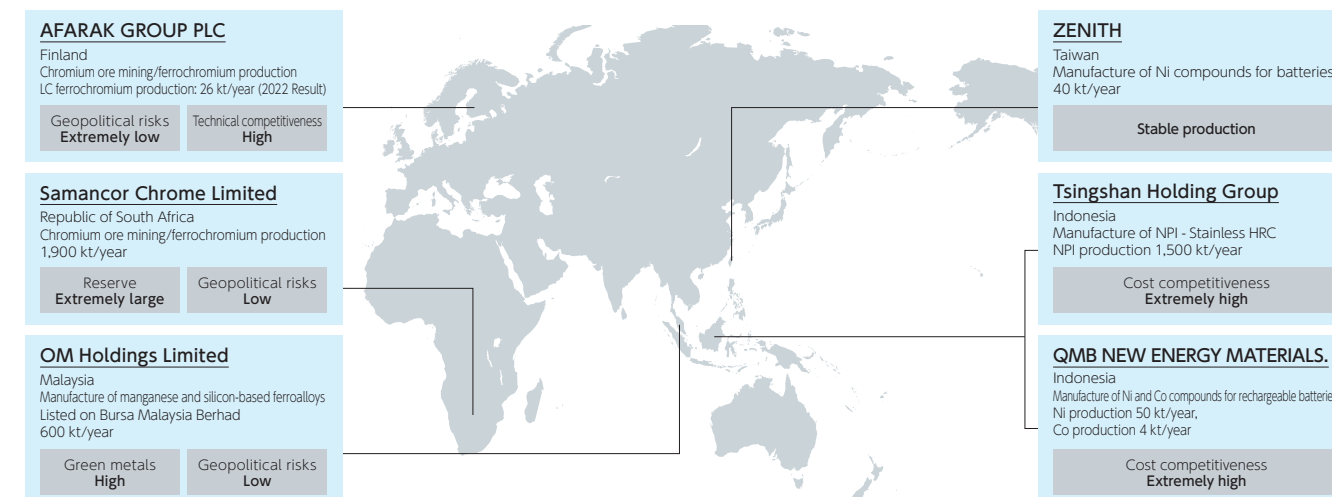 AFARAK GROUP PLC
Finland
Chromium ore mining/ferrochromium production
LC ferrochromium production: 26 kt/year (2022 Result)
Geopolitical risks
Extremely low
Technical competitiveness
High
Samancor Chrome Limited
Republic of South Africa
Chromium ore mining/ferrochromium production
1,900 kt/year
Reserve
Extremely large
Geopolitical risks
Low
OM Holdings Limited
Malaysia
Manufacture of manganese and silicon-based ferroalloys
Listed on Bursa Malaysia Berhad
600 kt/year
Green metals
High
Geopolitical risks
Low
ZENITH
Taiwan
Manufacture of Ni compounds for batteries
40 kt/year
Stable production
Tsingshan Holding Group
Indonesia
Manufacture of NPI - Stainless HRC
NPI production 1,500 kt/year
Cost competitiveness
Extremely high
QMB NEW ENERGY MATERIALS.
Indonesia
Manufacture of Ni and Co compounds for rechargeable batterie
Ni production 50 kt/year,
Co production 4 kt/year
Cost competitiveness
Extremely high